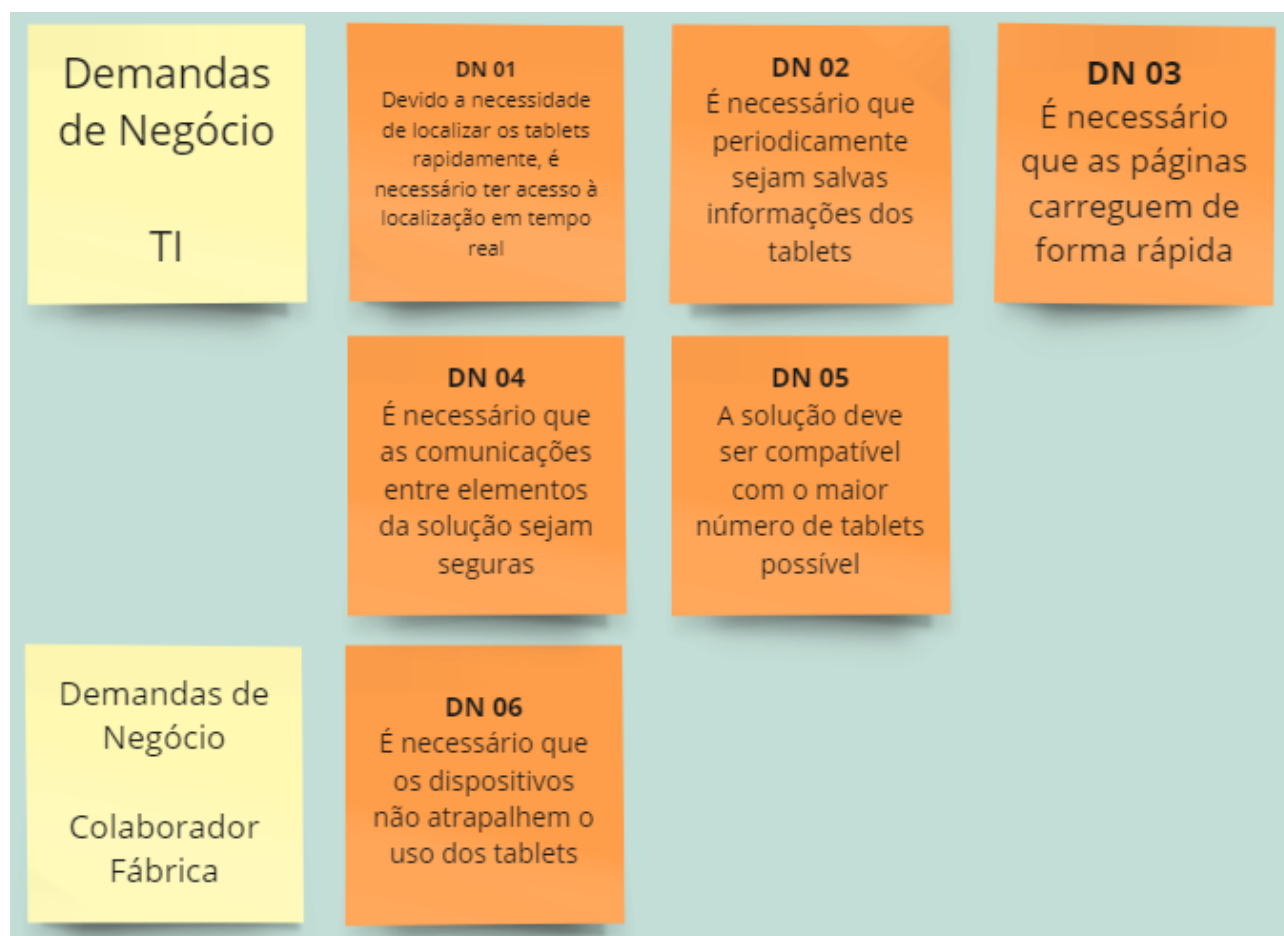 Demandas
de Negócio
TI
DN 01
Devido a necessidade
de localizar os tablets
rapidamente, é
necessário ter acesso à
localização em tempo
real
DN 02
É necessário que
periodicamente
sejam salvas
informações dos
tablets
DN 03
É necessário
que as páginas
carreguem de
forma rápida
DN 04
É necessário que
as comunicações
entre elementos
da solução sejam
seguras
DN 05
A solução deve
ser compatível
com o maior
número de tablets
possível
Demandas de
Negócio
Colaborador
Fábrica
DN 06
É necessário que
os dispositivos
não atrapalhem o
uso dos tablets